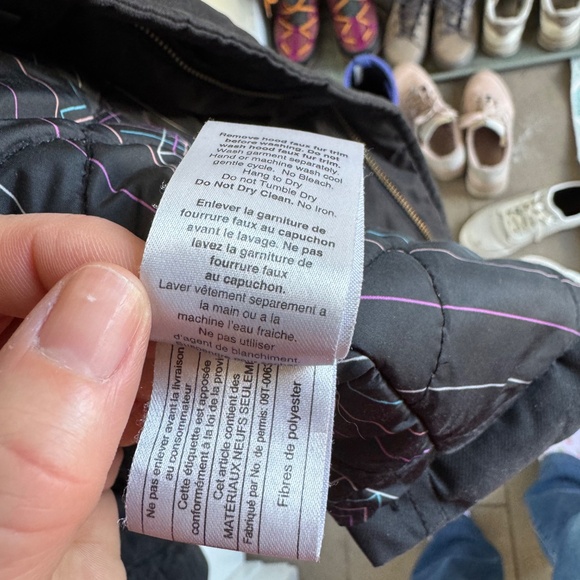 Remove hood faux fur trim
before washing. Do not
wash hood faux fur trim.
Wash garment separately.
Hand or machine wash cool
gentle cycle. No Bleach.
Hang to Dry
Do not Tumble Dry
Do Not Dry Clean. No Iron.
Enlever la garniture de
fourrure faux au capuchon
avant le lavage. Ne pas
lavez la garniture de
fourrure faux
au capuchon.
Laver vêtement separement a
la main ou a la
machine l'eau fraiche.
Ne pas utiliser
d'agent de blanchiment
Ne pas enlever avant la livraison
au consommateur
Cette étiquette est apposée
conformément à la loi de la provi
Cet article contient des
MATÉRIAUX NEUFS SEULEME
Fabriqué par No. de permis: 09T-0063
Fibres de polyester